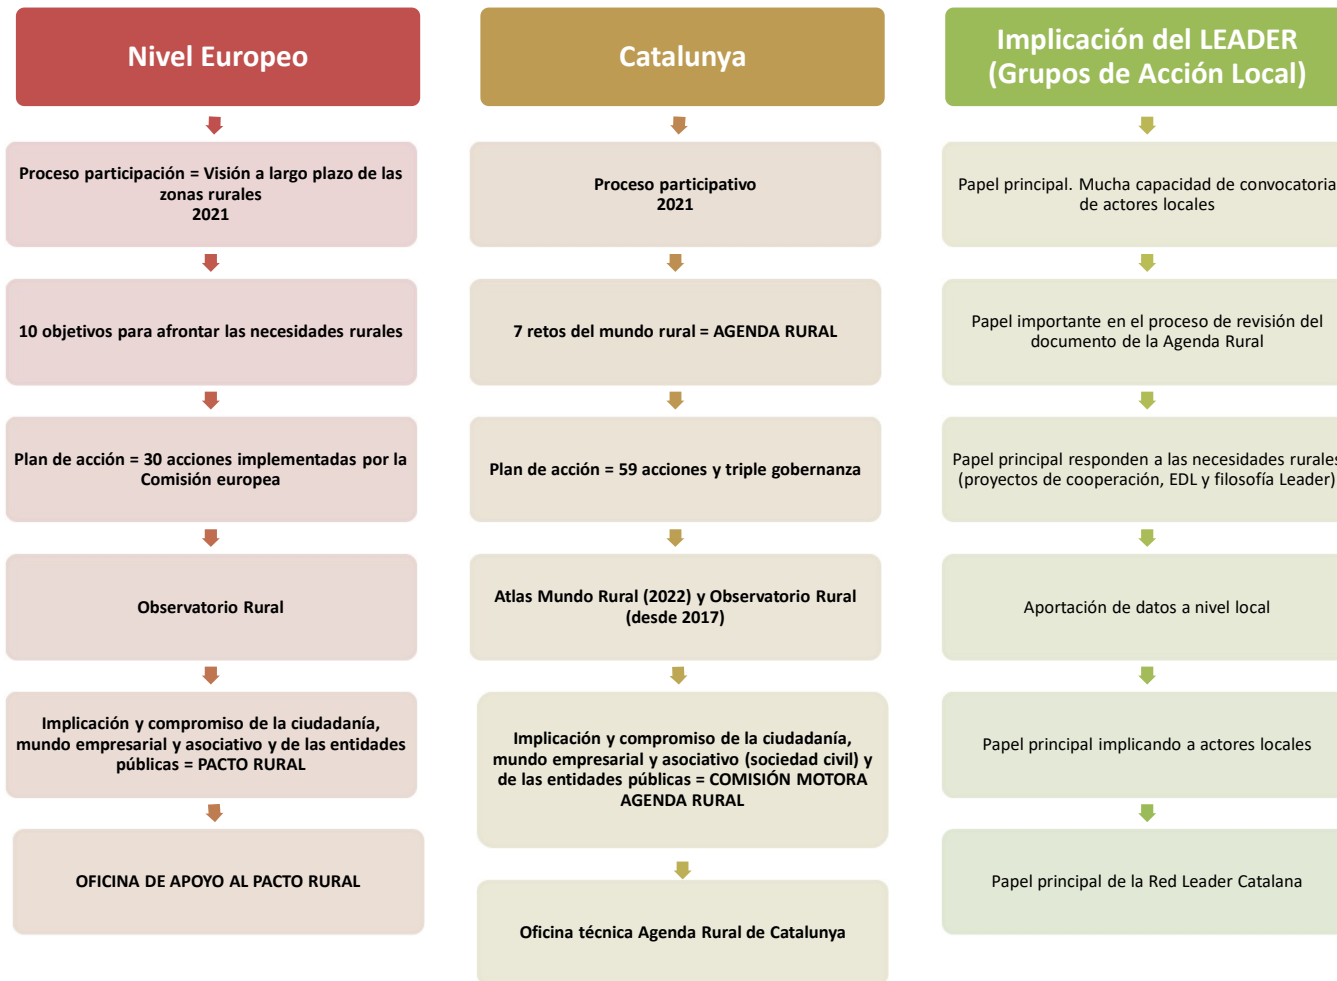 Nivel Europeo
Proceso participación = Visión a largo plazo de las
zonas rurales
2021
10 objetivos para afrontar las necesidades rurales
Plan de acción = 30 acciones implementadas por la
Comisión europea
Observatorio Rural
Implicación y compromiso de la ciudadanía,
mundo empresarial y asociativo y de las entidades
públicas = PACTO RURAL
OFICINA DE APOYO AL PACTO RURAL
Catalunya
Proceso participativo
2021
7 retos del mundo rural = AGENDA RURAL
Plan de acción = 59 acciones y triple gobernanza
Atlas Mundo Rural (2022) y Observatorio Rural
(desde 2017)
Implicación y compromiso de la ciudadanía,
mundo empresarial y asociativo (sociedad civil) y
de las entidades públicas = COMISIÓN MOTORA
AGENDA RURAL
Oficina técnica Agenda Rural de Catalunya
Implicación del LEADER
(Grupos de Acción Local)
Papel principal. Mucha capacidad de convocatoria
de actores locales
Papel importante en el proceso de revisión del
documento de la Agenda Rural
Papel principal responden a las necesidades rurales
(proyectos de cooperación, EDL y filosofía Leader)
Aportación de datos a nivel local
Papel principal implicando a actores locales
Papel principal de la Red Leader Catalana